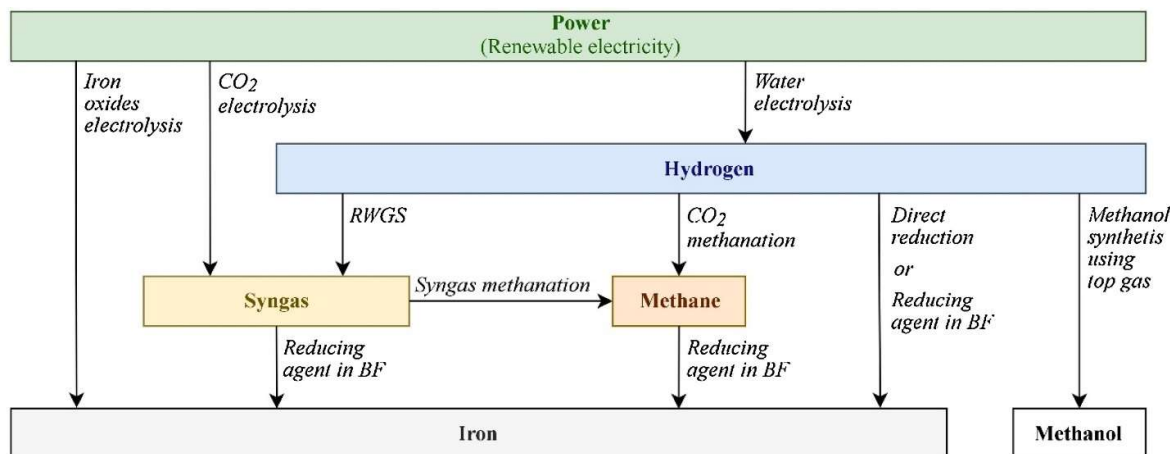 Power
(Renewable electricity)
Iron
oxides
electrolysis
CO2
electrolysis
Water
electrolysis
Hydrogen
RWGS
CO2
methanation
Direct
reduction
or
Reducing
agent in BF
Methanol
synthetis
using
top gas
Syngas
Syngas methanation
Methane
Reducing
agent in BF
Reducing
agent in BF
Iron
Methanol